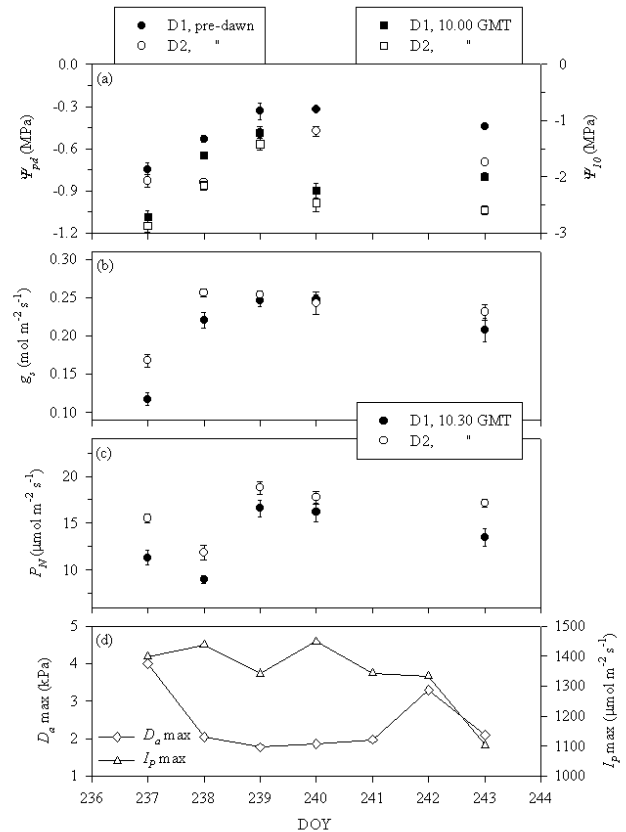 D1, pre-dawn
D2, "
D1, 10.00 GMT
D2, "
(a)
0.0
-0.3
-0.6
-0.9
-1.2
Ψpd (MPa)
0
-1
-2
-3
Ψ10 (MPa)
(b)
0.30
0.25
0.20
0.15
0.10
gs (mol m-2 s-1)
D1, 10.30 GMT
D2, "
(c)
20
15
10
PN (μmol m-2 s-1)
(d)
5
4
3
2
1
Da max (kPa)
Da max
Ip max
1500
1400
1300
1200
1100
1000
Ip max (μmol m-2 s-1)
236 237 238 239 240 241 242 243 244
DOY